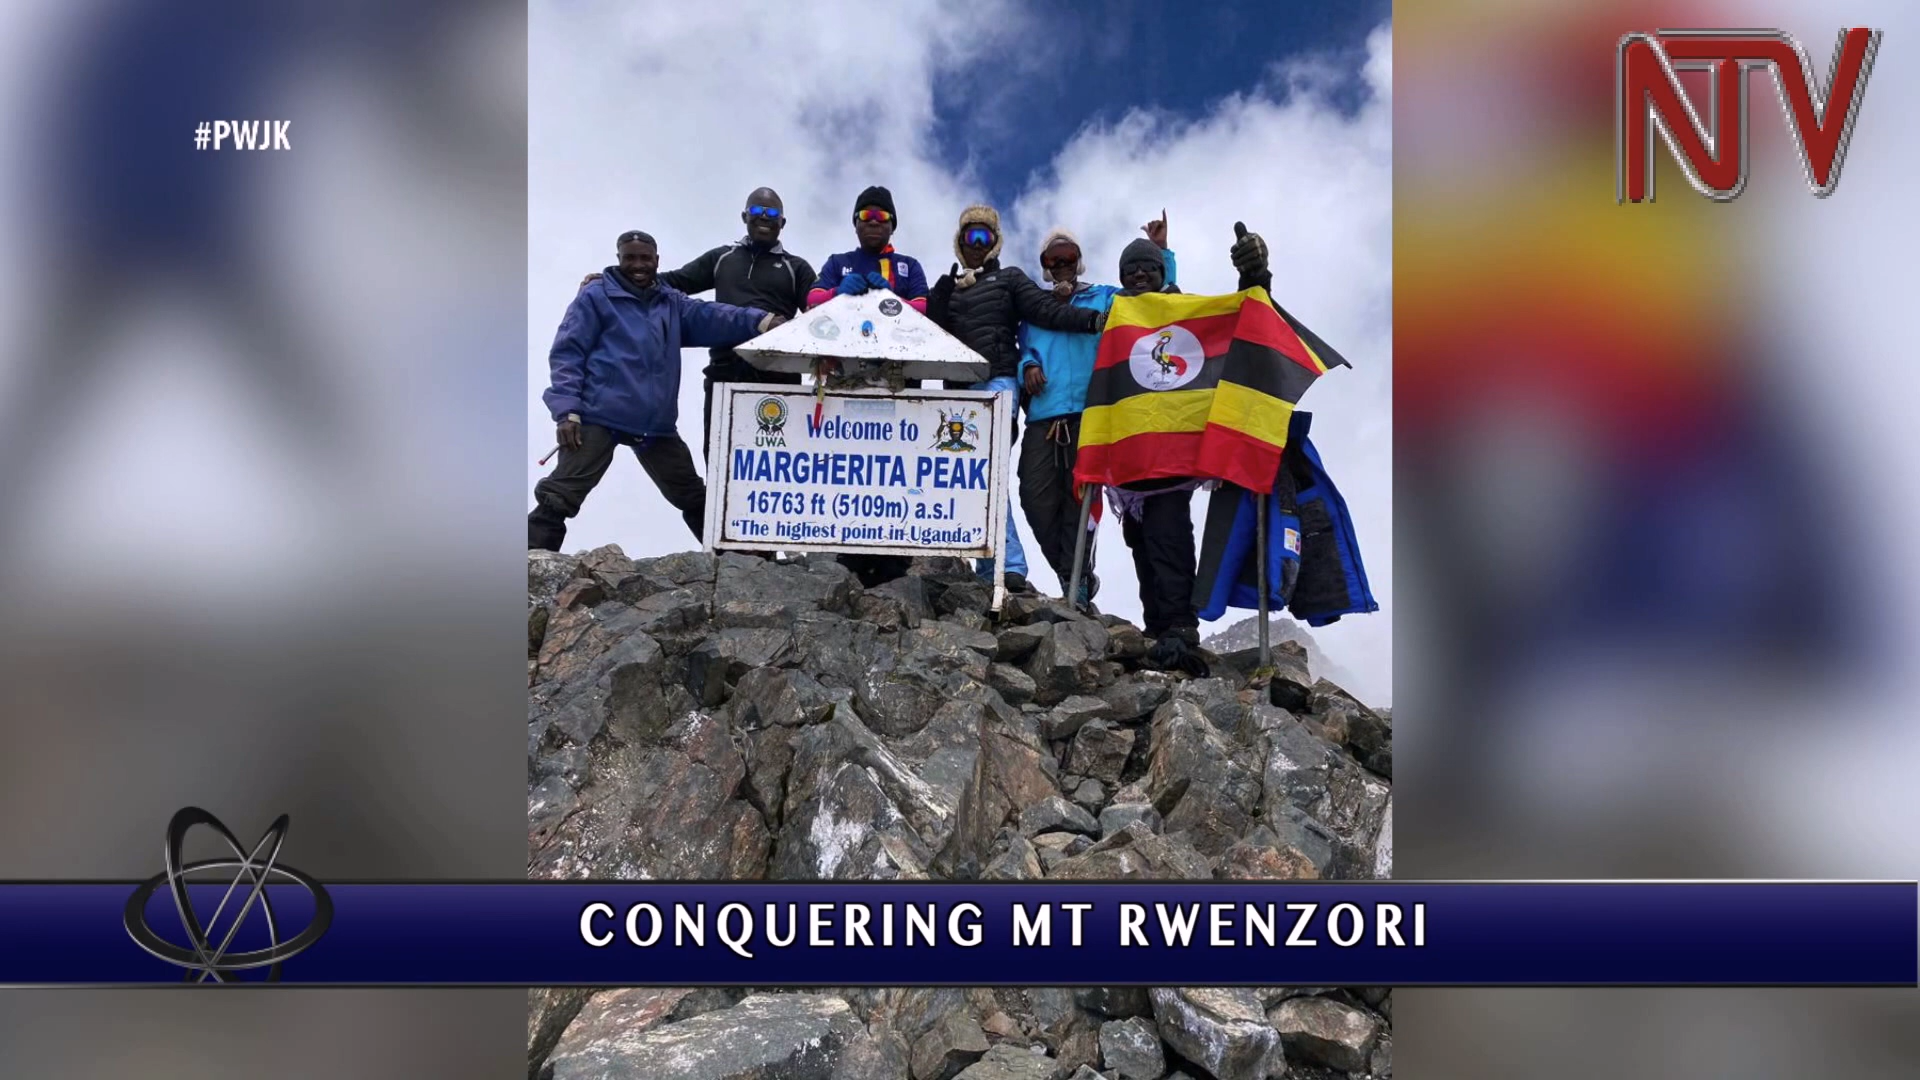 #PWJK
NTV
UWA
Welcome to
MARGHERITA PEAK
16763 ft (5109m) a.s.l
"The highest point in Uganda"
CONQUERING MT RWENZORI